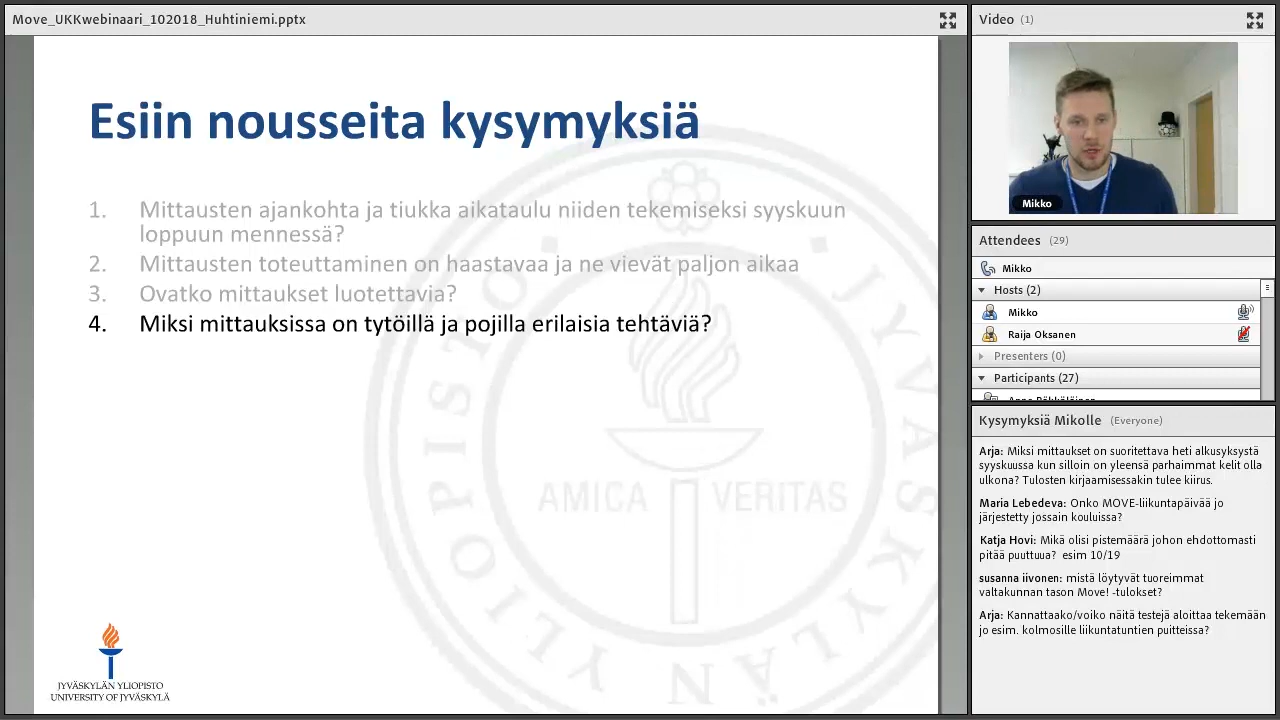 Move_UKKwebinaari_102018_Huhtiniemi.pptx
Esiin nousseita kysymyksiä
1. Mittausten ajankohta ja tiukka aikataulu niiden tekemiseksi syyskuun
loppuun mennessä?
2. Mittausten toteuttaminen on haastavaa ja ne vievät paljon aikaa
3. Ovatko mittaukset luotettavia?
4. Miksi mittauksissa on tytöillä ja pojilla erilaisia tehtäviä?
AMICA VERITAS
JYVÄSKYLÄN YLIOPISTO
JYVÄSKYLÄN YLIOPISTO
UNIVERSITY OF JYVÄSKYLÄ
Video (1)
Mikko
Attendees (29)
Mikko
Hosts (2)
Mikko
Raija Oksanen
Presenters (0)
Participants (27)
Kysymyksiä Mikolle (Everyone)
Arja: Miksi mittaukset on suoritettava heti alkusyksystä
syyskuussa kun silloin on yleensä parhaimmat kelit olla
ulkona? Tulosten kirjaamisessakin tulee kiirus.
Maria Lebedeva: Onko MOVE-liikuntapäivää jo
järjestetty jossain kouluissa?
Katja Hovi: Mikä olisi pistemäärä johon ehdottomasti
pitää puuttuua? esim 10/19
susanna iivonen: mistä löytyvät tuoreimmat
valtakunnan tason Move! -tulokset?
Arja: Kannattaako/voiko näitä testejä aloittaa tekemään
jo esim. kolmosille liikuntatuntien puitteissa?